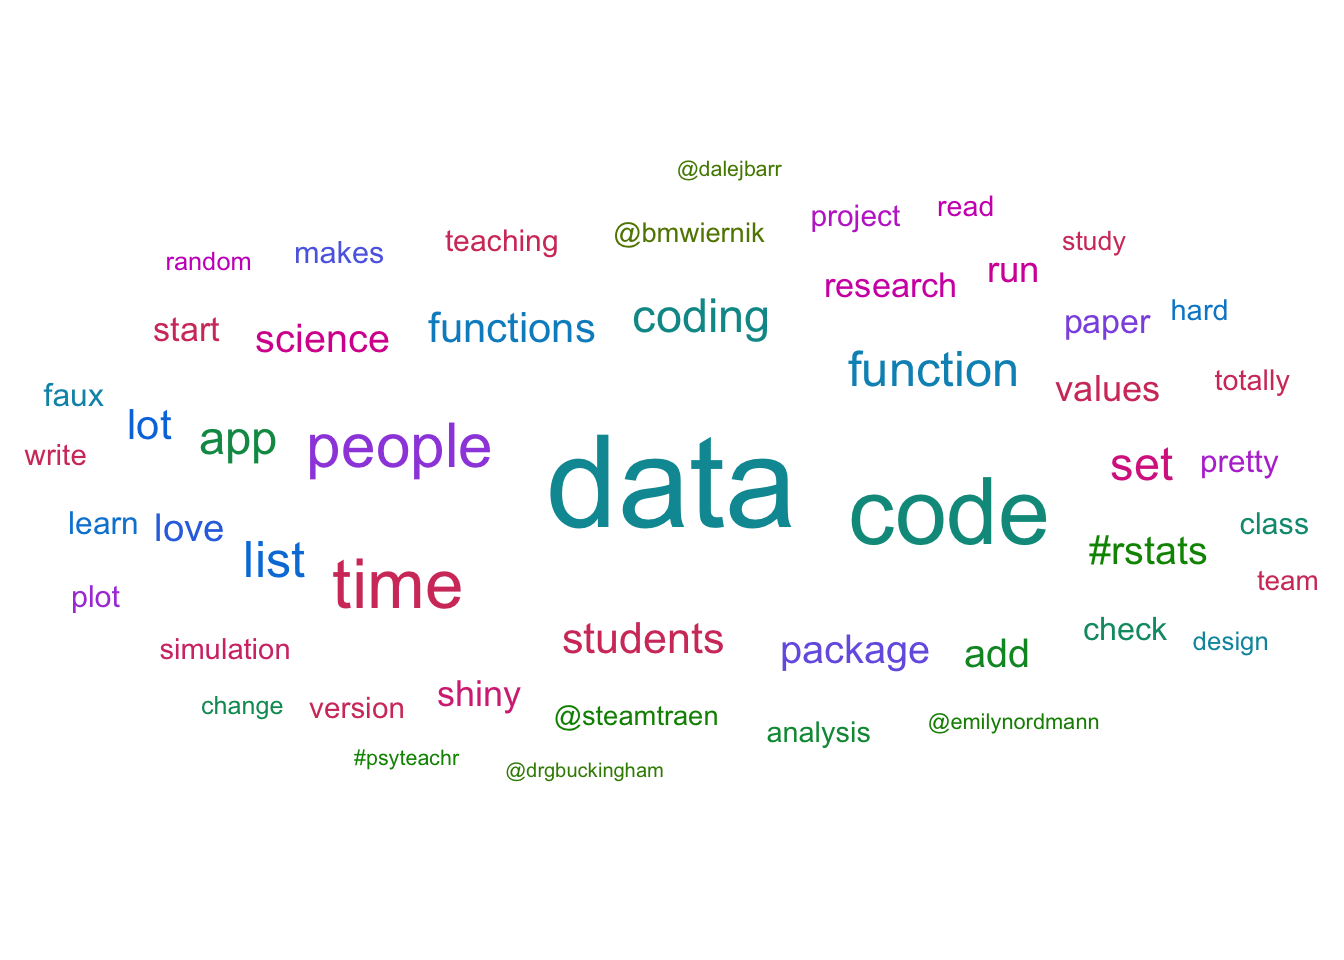 @dalejbarr
project read
@bmwiernik
teaching
study
makes
random
run
research
hard
paper
coding
functions
start
science
function
totally
values
faux
lot
app
people
write
data
set
pretty
code
learn
love
class
#rstats
list
time
team
plot
students
check
design
simulation
package
add
shiny
change
version
@steamtraen
@emilynordmann
analysis
#psyteachr
@drgbuckingham